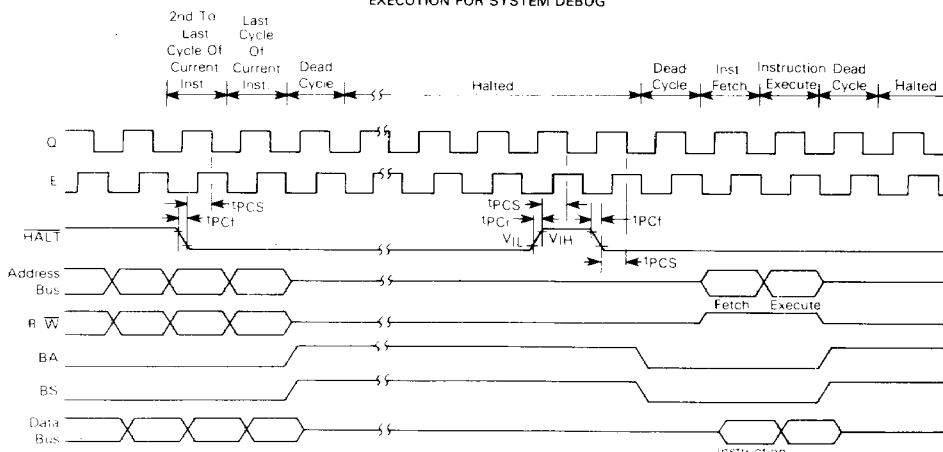 EXECUTION FOR SYSTEM DEBUG
2nd To
Last
Cycle Of
Current
Inst
Last
Cycle
Of
Current
Inst.
Dead
Cycle
Halted
Dead
Cycle
Inst
Fetch
Instruction
Execute
Dead
Cycle
Halted
Q
E
tPCS
tPCf
tPCS
tPCr
tPCf
HALT
VIL
VIH
tPCS
Address
Bus
Fetch
Execute
R W
BA
BS
Data
Bus
Instruction